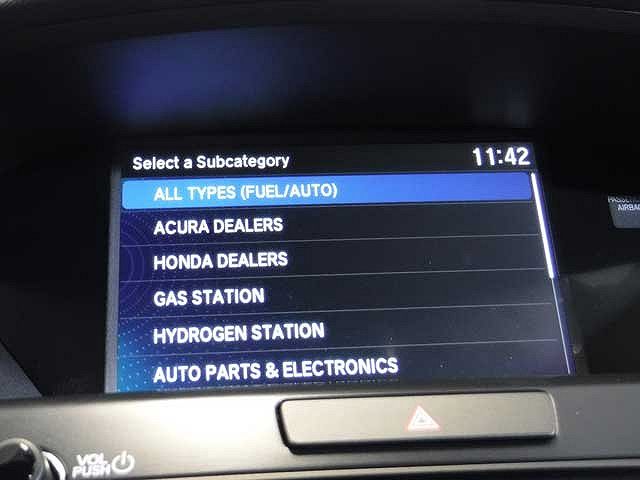 Select a Subcategory
11:42
ALL TYPES (FUEL/AUTO)
ACURA DEALERS
HONDA DEALERS
GAS STATION
HYDROGEN STATION
AUTO PARTS & ELECTRONICS
AIRBAG
VOL
PUSH